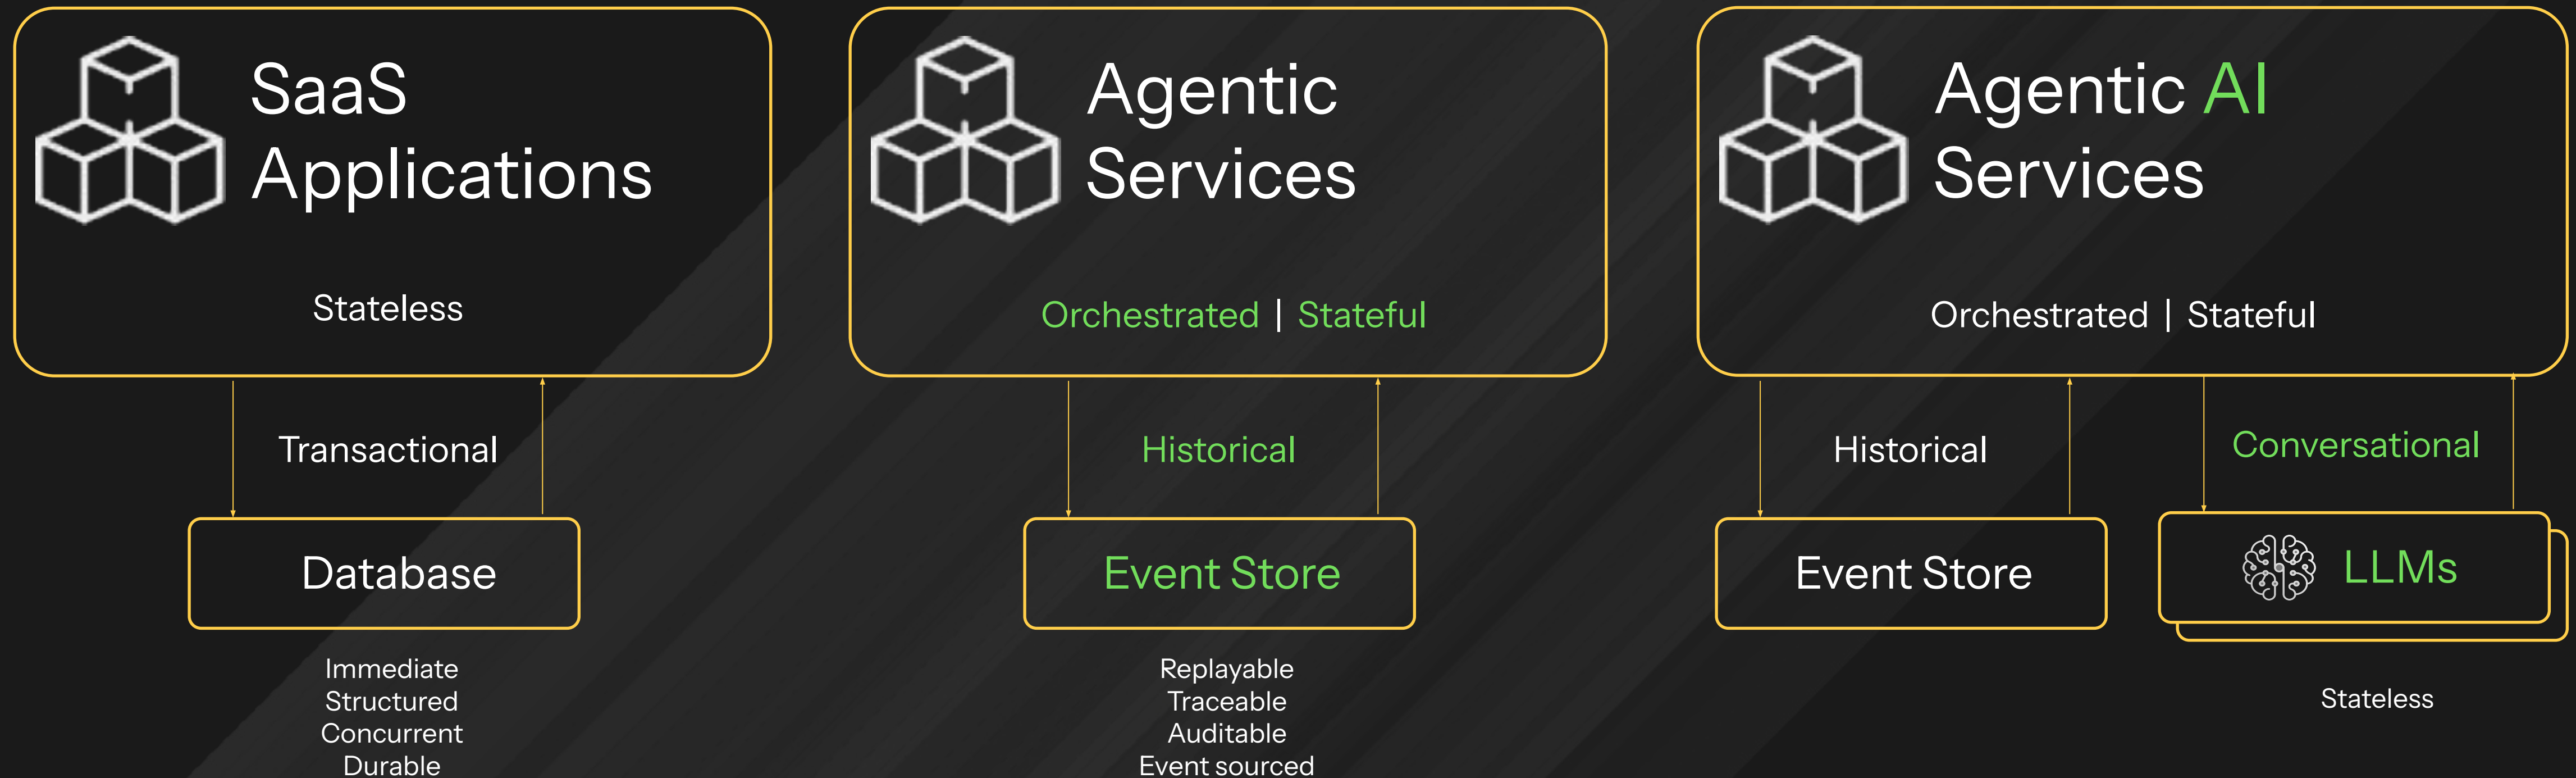 SaaS
Applications
Stateless
Transactional
Database
Immediate
Structured
Concurrent
Durable
Agentic
Services
Orchestrated | Stateful
Historical
Event Store
Replayable
Traceable
Auditable
Event sourced
Agentic AI
Services
Orchestrated | Stateful
Historical
Conversational
Event Store
LLMs
Stateless